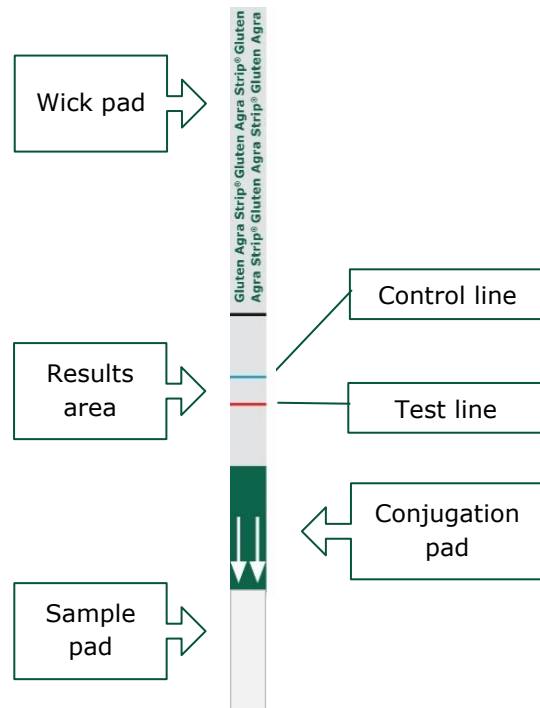 Wick pad
Gluten Agra Strip® Gluten Agra Strip® Gluten
Agra Strip® Gluten Agra Strip® Gluten Agra
Control line
Results
area
Test line
Conjugation
pad
Sample
pad